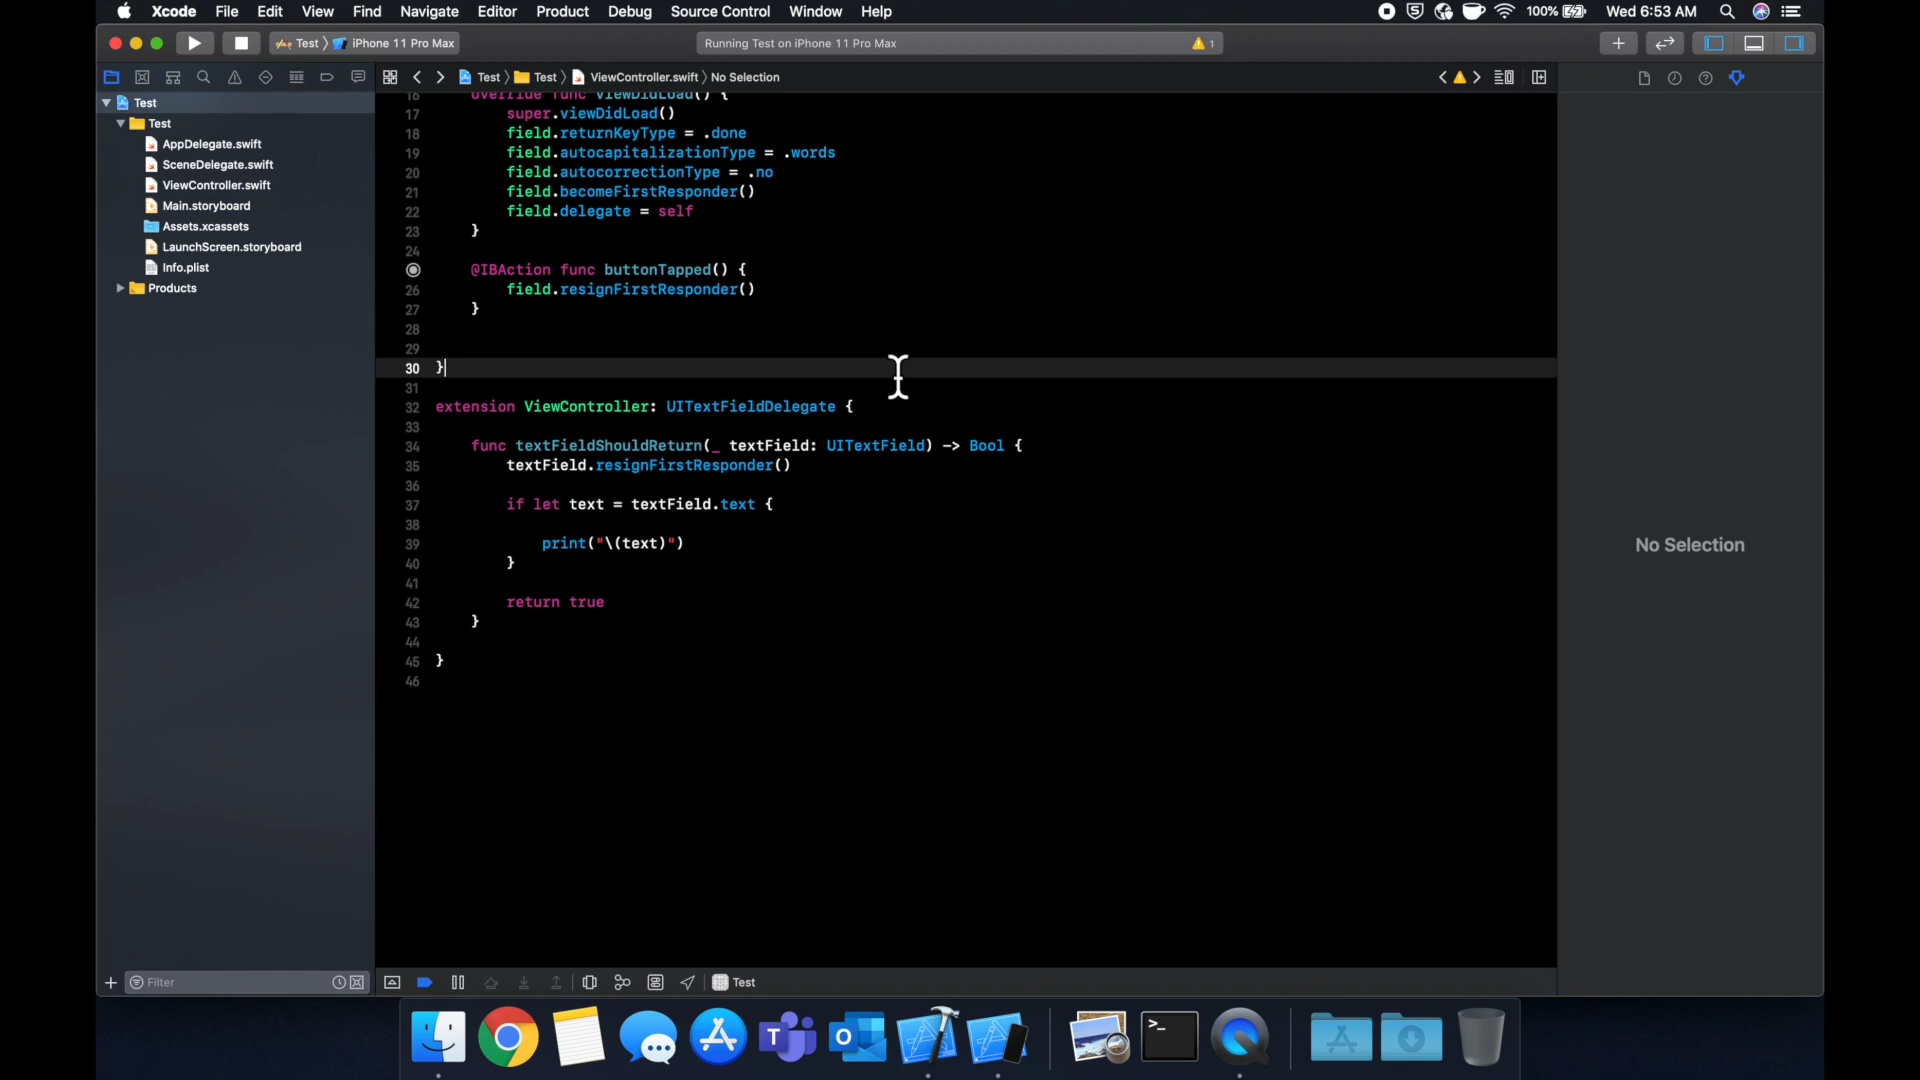 Xcode File Edit View Find Navigate Editor Product Debug Source Control Window Help 100% Wed 6:53 AM
Test iPhone 11 Pro Max Running Test on iPhone 11 Pro Max 1
Test Test ViewController.swift No Selection
Test
Test
AppDelegate.swift
SceneDelegate.swift
ViewController.swift
Main.storyboard
Assets.xcassets
LaunchScreen.storyboard
Info.plist
Products
16 override func viewDidLoad() {
17 super.viewDidLoad()
18 field.returnKeyType = .done
19 field.autocapitalizationType = .words
20 field.autocorrectionType = .no
21 field.becomeFirstResponder()
22 field.delegate = self
23 }
24
@IBAction func buttonTapped() {
26 field.resignFirstResponder()
27 }
28
29
30 }
31
32 extension ViewController: UITextFieldDelegate {
33
34 func textFieldShouldReturn(_ textField: UITextField) -> Bool {
35 textField.resignFirstResponder()
36
37 if let text = textField.text {
38
39 print("\(text)")
40 }
41
42 return true
43 }
44
45 }
46
No Selection
Filter
Test